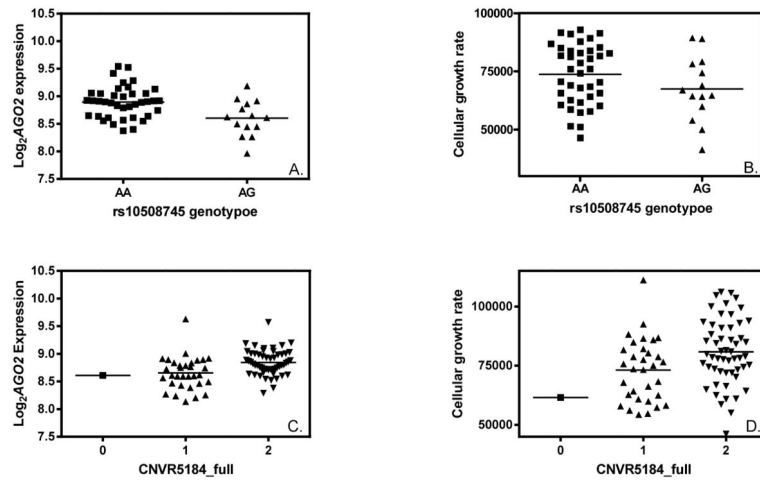 10.5
10.0
9.5
9.0
8.5
8.0
7.5
Log2AGO2 expression
AA
AG
A.
rs10508745 genotypoe
100000
75000
50000
Cellular growth rate
AA
AG
B.
rs10508745 genotypoe
10.5
10.0
9.5
9.0
8.5
8.0
7.5
Log2AGO2 Expression
0
1
2
C.
CNVR5184_full
100000
75000
50000
Cellular growth rate
0
1
2
D.
CNVR5184_full